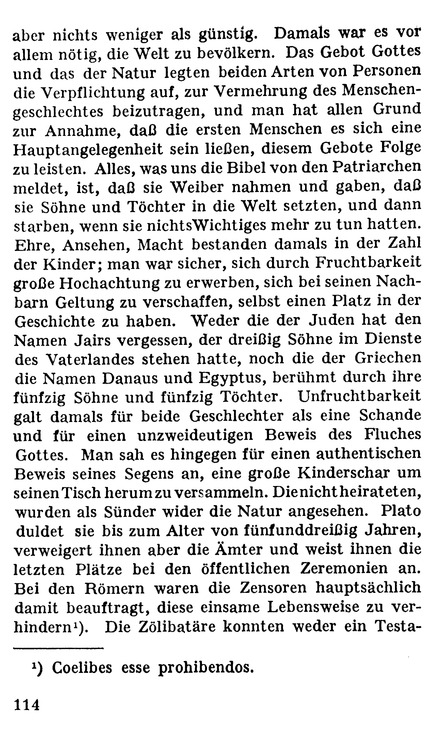 aber nichts weniger als günstig. Damals war es vor
allem nötig, die Welt zu bevölkern. Das Gebot Gottes
und das der Natur legten beiden Arten von Personen
die Verpflichtung auf, zur Vermehrung des Menschen-
geschlechtes beizutragen, und man hat allen Grund
zur Annahme, daß die ersten Menschen es sich eine
Hauptangelegenheit sein ließen, diesem Gebote Folge
zu leisten. Alles, was uns die Bibel von den Patriarchen
meldet, ist, daß sie Weiber nahmen und gaben, daß
sie Söhne und Töchter in die Welt setzten, und dann
starben, wenn sie nichts Wichtiges mehr zu tun hatten.
Ehre, Ansehen, Macht bestanden damals in der Zahl
der Kinder; man war sicher, sich durch Fruchtbarkeit
große Hochachtung zu erwerben, sich bei seinen Nach-
barn Geltung zu verschaffen, selbst einen Platz in der
Geschichte zu haben. Weder die der Juden hat den
Namen Jairs vergessen, der dreißig Söhne im Dienste
des Vaterlandes stehen hatte, noch die der Griechen
die Namen Danaus und Egyptus, berühmt durch ihre
fünfzig Söhne und fünfzig Töchter. Unfruchtbarkeit
galt damals für beide Geschlechter als eine Schande
und für einen unzweideutigen Beweis des Fluches
Gottes. Man sah es hingegen für einen authentischen
Beweis seines Segens an, eine große Kinderschar um
seinen Tisch herum zu versammeln. Die nicht heirateten,
wurden als Sünder wider die Natur angesehen. Plato
duldet sie bis zum Alter von fünfunddreißig Jahren,
verweigert ihnen aber die Ämter und weist ihnen die
letzten Plätze bei den öffentlichen Zeremonien an.
Bei den Römern waren die Zensoren hauptsächlich
damit beauftragt, diese einsame Lebensweise zu ver-
hindern¹). Die Zölibatäre konnten weder ein Testa-
¹) Coelibes esse prohibendos.
114